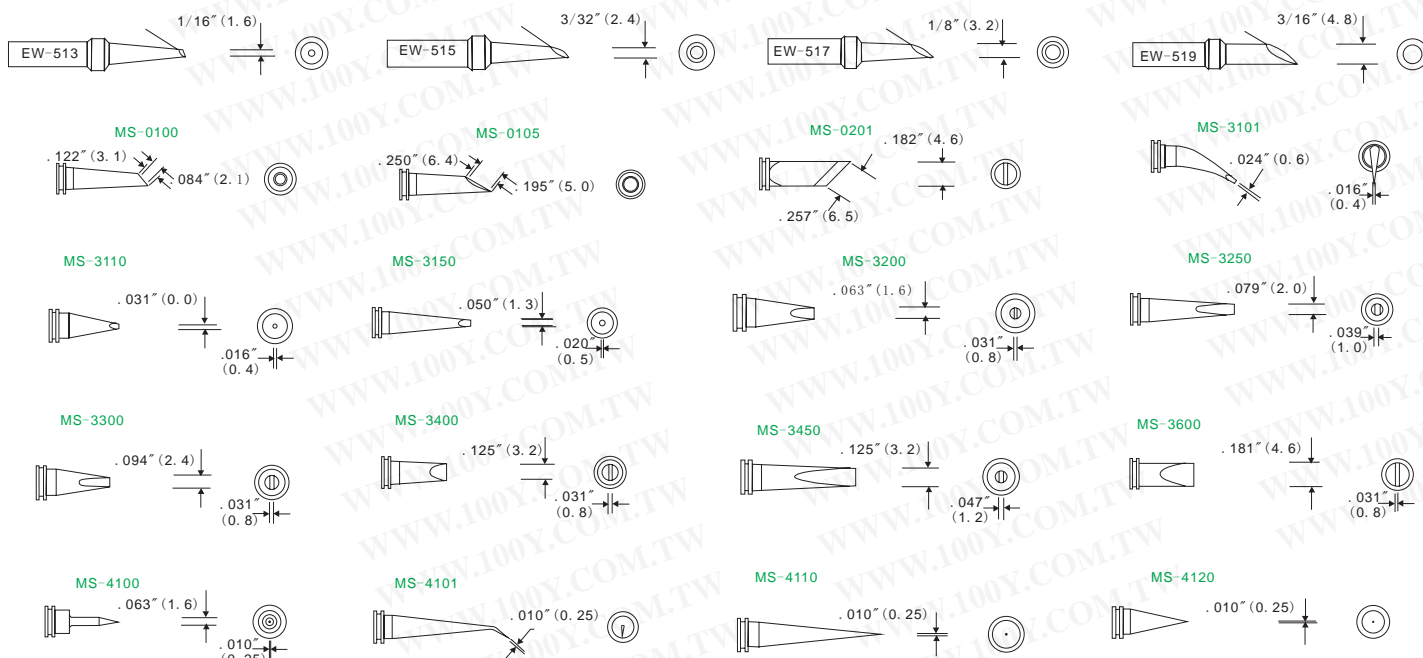 1/16″(1.6)
EW-513
3/32″(2.4)
EW-515
1/8″(3.2)
EW-517
3/16″(4.8)
EW-519
MS-0100
.122″(3.1)
.084″(2.1)
MS-0105
.250″(6.4)
.195″(5.0)
MS-0201
.182″(4.6)
.257″(6.5)
MS-3101
.024″(0.6)
.016″
(0.4)
MS-3110
.031″(0.0)
.016″
(0.4)
MS-3150
.050″(1.3)
.020″
(0.5)
MS-3200
.063″(1.6)
.031″
(0.8)
MS-3250
.079″(2.0)
.039″
(1.0)
MS-3300
.094″(2.4)
.031″
(0.8)
MS-3400
.125″(3.2)
.031″
(0.8)
MS-3450
.125″(3.2)
.047″
(1.2)
MS-3600
.181″(4.6)
.031″
(0.8)
MS-4100
.063″(1.6)
.010″
MS-4101
.010″(0.25)
MS-4110
.010″(0.25)
MS-4120
.010″(0.25)
WWW.100Y.COM.TW